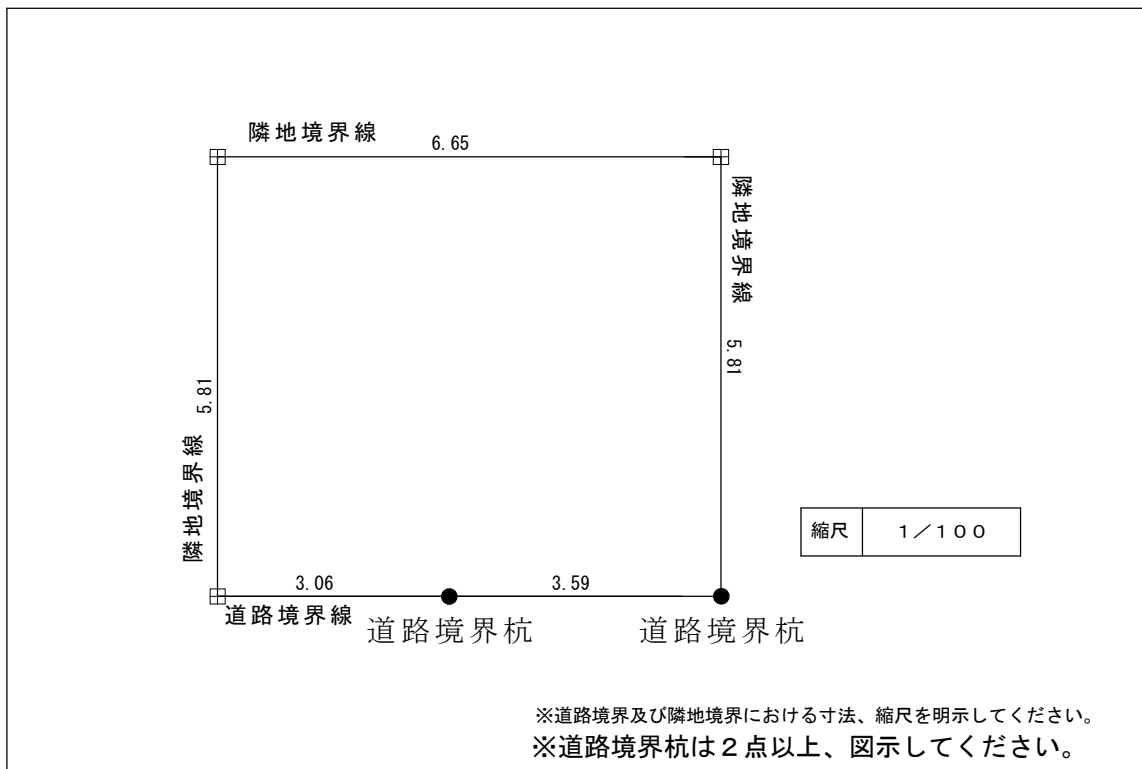 隣地境界線
6.65
隣地境界線
5.81
5.81
隣地境界線
縮尺 1／100
3.06
3.59
道路境界線
道路境界杭
道路境界杭
※道路境界及び隣地境界における寸法、縮尺を明示してください。
※道路境界杭は２点以上、図示してください。